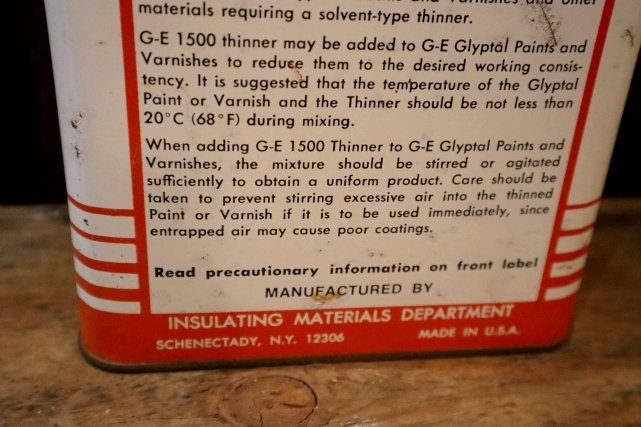 and Varnishes and other
materials requiring a solvent-type thinner.
G-E 1500 thinner may be added to G-E Glyptal Paints and
Varnishes to reduce them to the desired working consis-
tency. It is suggested that the temperature of the Glyptal
Paint or Varnish and the Thinner should be not less than
20°C (68°F) during mixing.
When adding G-E 1500 Thinner to G-E Glyptal Paints and
Varnishes, the mixture should be stirred or agitated
sufficiently to obtain a uniform product. Care should be
taken to prevent stirring excessive air into the thinned
Paint or Varnish if it is to be used immediately, since
entrapped air may cause poor coatings.
Read precautionary information on front label
MANUFACTURED BY
INSULATING MATERIALS DEPARTMENT
SCHENECTADY, N.Y. 12306 MADE IN U.S.A.